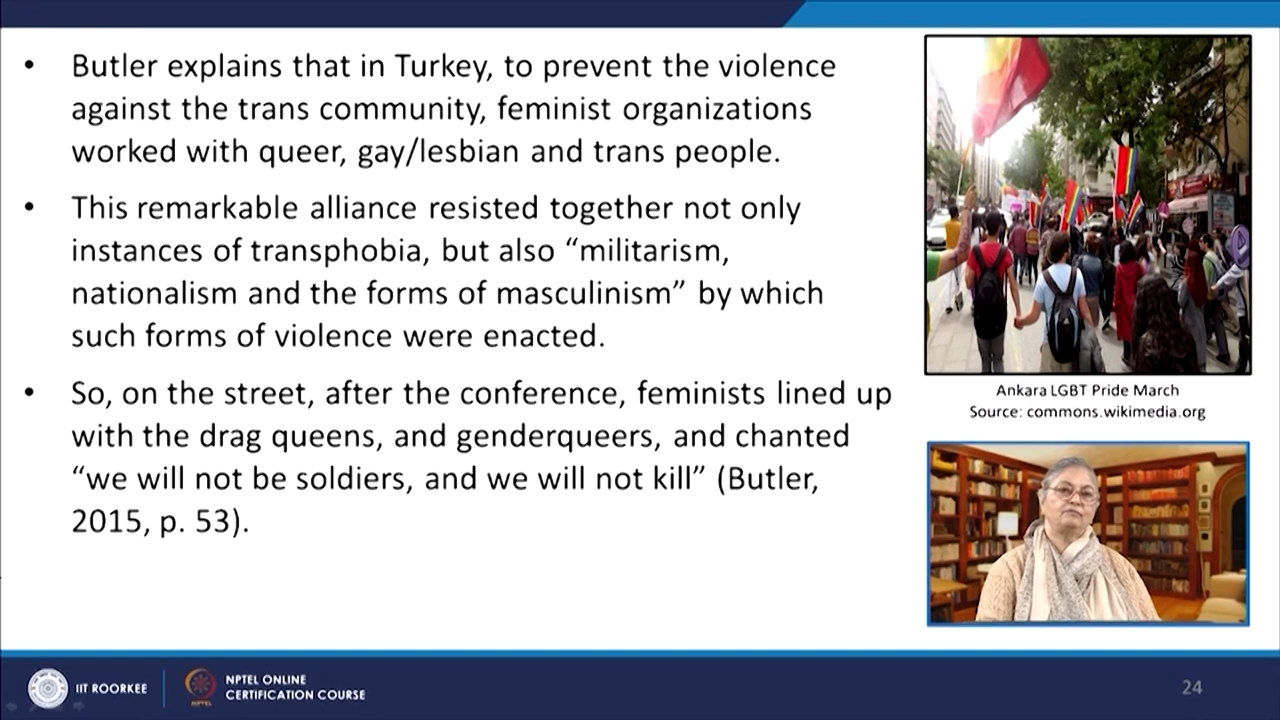 • Butler explains that in Turkey, to prevent the violence
against the trans community, feminist organizations
worked with queer, gay/lesbian and trans people.
• This remarkable alliance resisted together not only
instances of transphobia, but also “militarism,
nationalism and the forms of masculinism” by which
such forms of violence were enacted.
• So, on the street, after the conference, feminists lined up
with the drag queens, and genderqueers, and chanted
“we will not be soldiers, and we will not kill” (Butler,
2015, p. 53).
Ankara LGBT Pride March
Source: commons.wikimedia.org
IIT ROORKEE
NPTEL
NPTEL ONLINE
CERTIFICATION COURSE
24